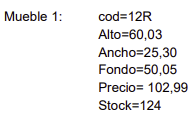 Mueble 1: cod=12R
Alto=60,03
Ancho=25,30
Fondo=50,05
Precio= 102,99
Stock=124